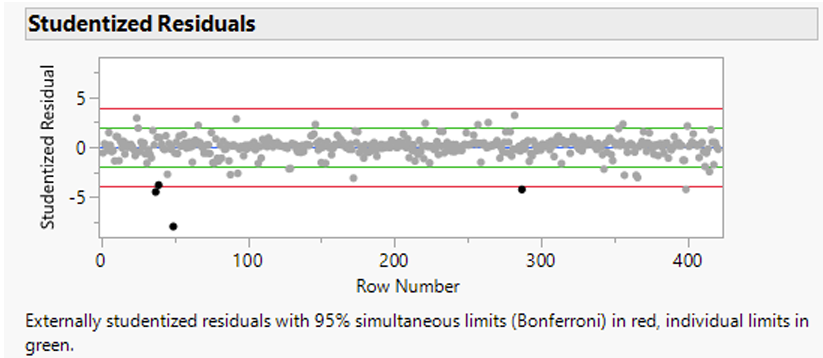 Studentized Residuals
Studentized Residual
5
0
-5
0
100
200
300
400
Row Number
Externally studentized residuals with 95% simultaneous limits (Bonferroni) in red, individual limits in
green.